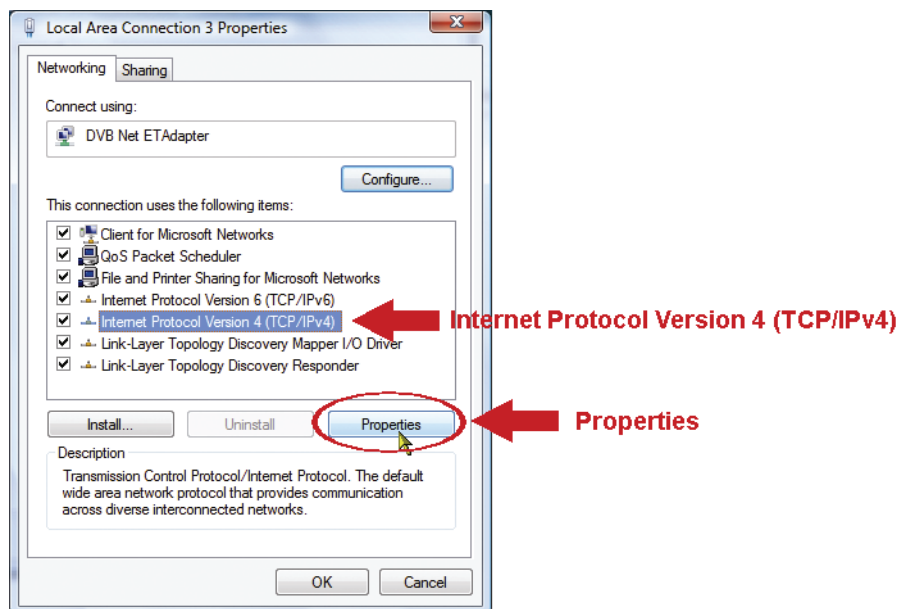 Local Area Connection 3 Properties
Networking
Sharing
Connect using:
DVB Net ETAdapter
Configure...
This connection uses the following items:
Client for Microsoft Networks
QoS Packet Scheduler
File and Printer Sharing for Microsoft Networks
Internet Protocol Version 6 (TCP/IPv6)
Internet Protocol Version 4 (TCP/IPv4)
Internet Protocol Version 4 (TCP/IPv4)
Link-Layer Topology Discovery Mapper I/O Driver
Link-Layer Topology Discovery Responder
Install...
Uninstall
Properties
Properties
Description
Transmission Control Protocol/Internet Protocol. The default
wide area network protocol that provides communication
across diverse interconnected networks.
OK
Cancel